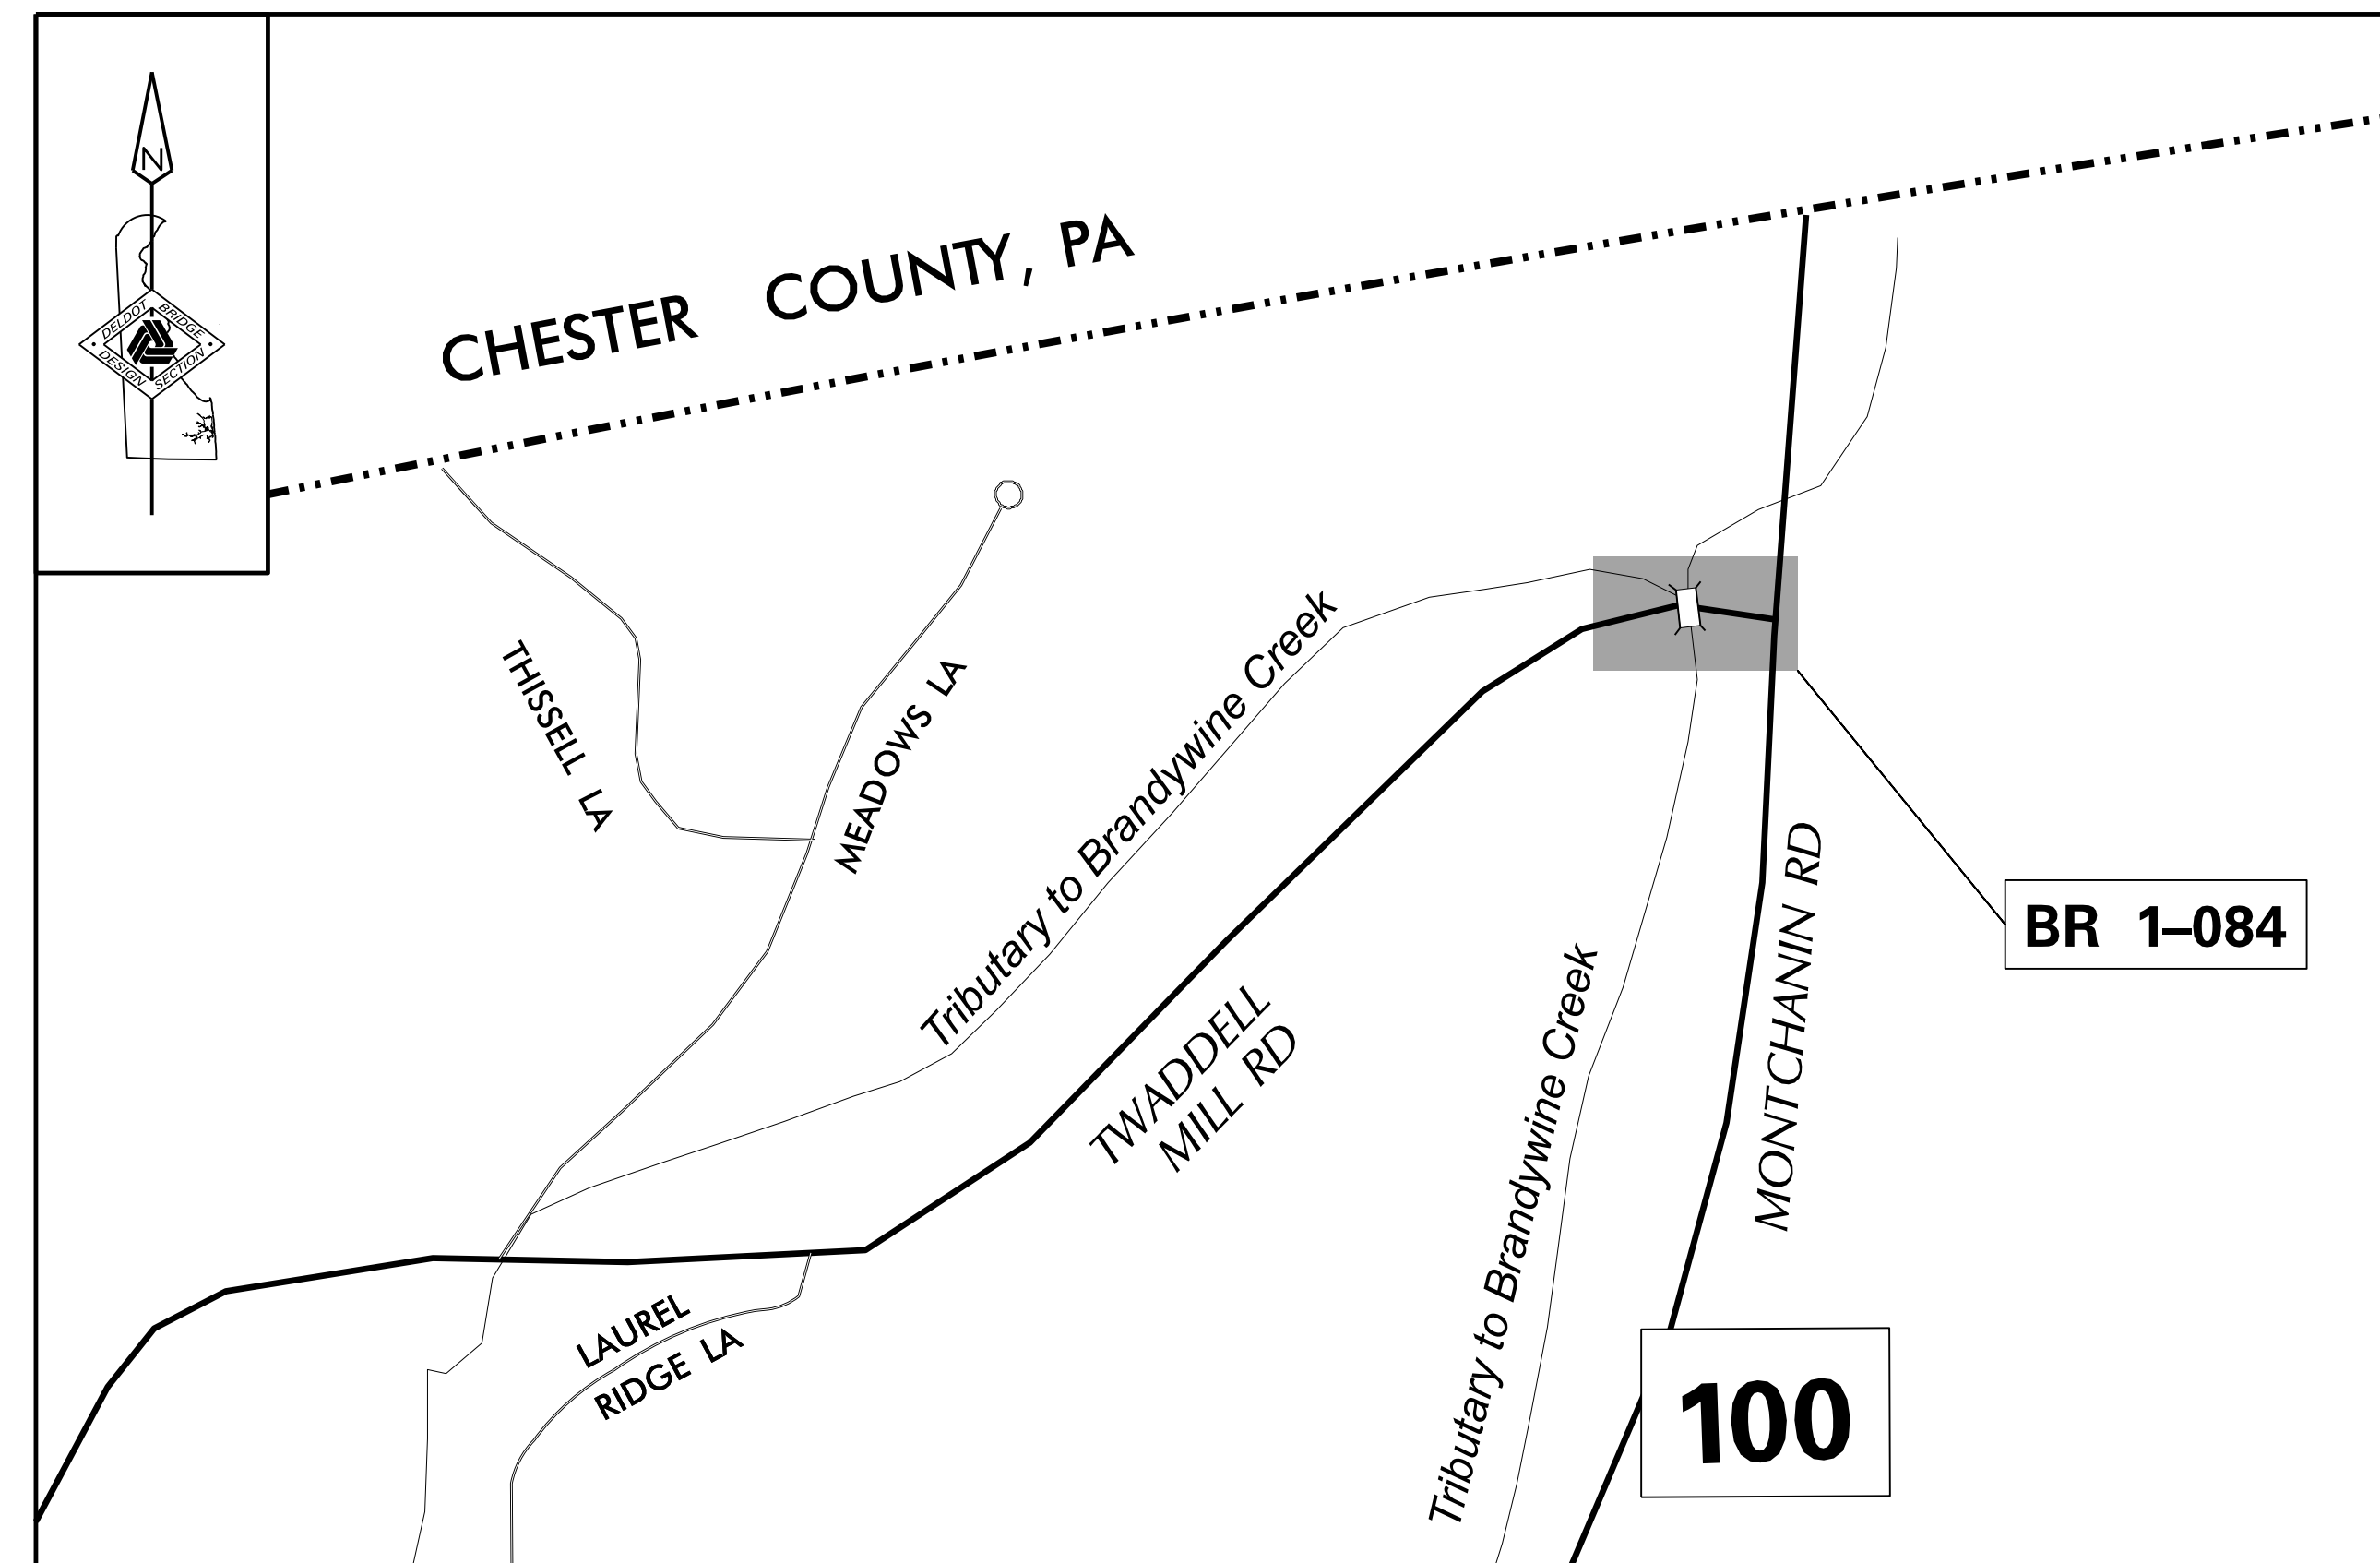 N
DELDOT
BRIDGE
DESIGN
SECTION
CHESTER COUNTY, PA
THISSELL LA
MEADOWS LA
Tributary to Brandywine Creek
TWADDELL
MILL RD
Tributary to Brandywine Creek
MONTCHANIN RD
BR 1-084
LAUREL
RIDGE LA
100